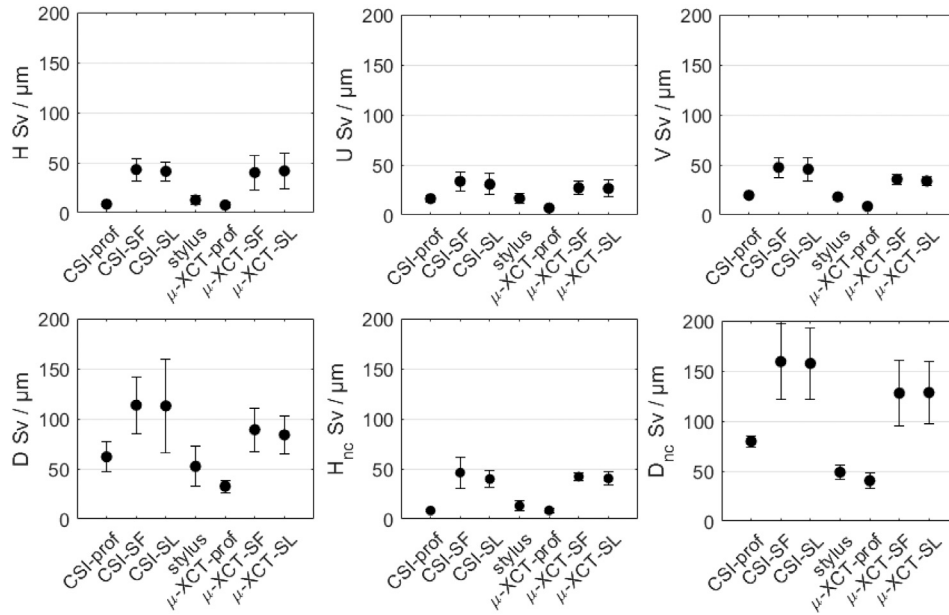 H Sv / µm
200
150
100
50
0
CSI-prof
CSI-SF
CSI-SL
stylus
µ-XCT-prof
µ-XCT-SF
µ-XCT-SL
U Sv / µm
200
150
100
50
0
CSI-prof
CSI-SF
CSI-SL
stylus
µ-XCT-prof
µ-XCT-SF
µ-XCT-SL
V Sv / µm
200
150
100
50
0
CSI-prof
CSI-SF
CSI-SL
stylus
µ-XCT-prof
µ-XCT-SF
µ-XCT-SL
D Sv / µm
200
150
100
50
0
CSI-prof
CSI-SF
CSI-SL
stylus
µ-XCT-prof
µ-XCT-SF
µ-XCT-SL
Hnc Sv / µm
200
150
100
50
0
CSI-prof
CSI-SF
CSI-SL
stylus
µ-XCT-prof
µ-XCT-SF
µ-XCT-SL
Dnc Sv / µm
200
150
100
50
0
CSI-prof
CSI-SF
CSI-SL
stylus
µ-XCT-prof
µ-XCT-SF
µ-XCT-SL